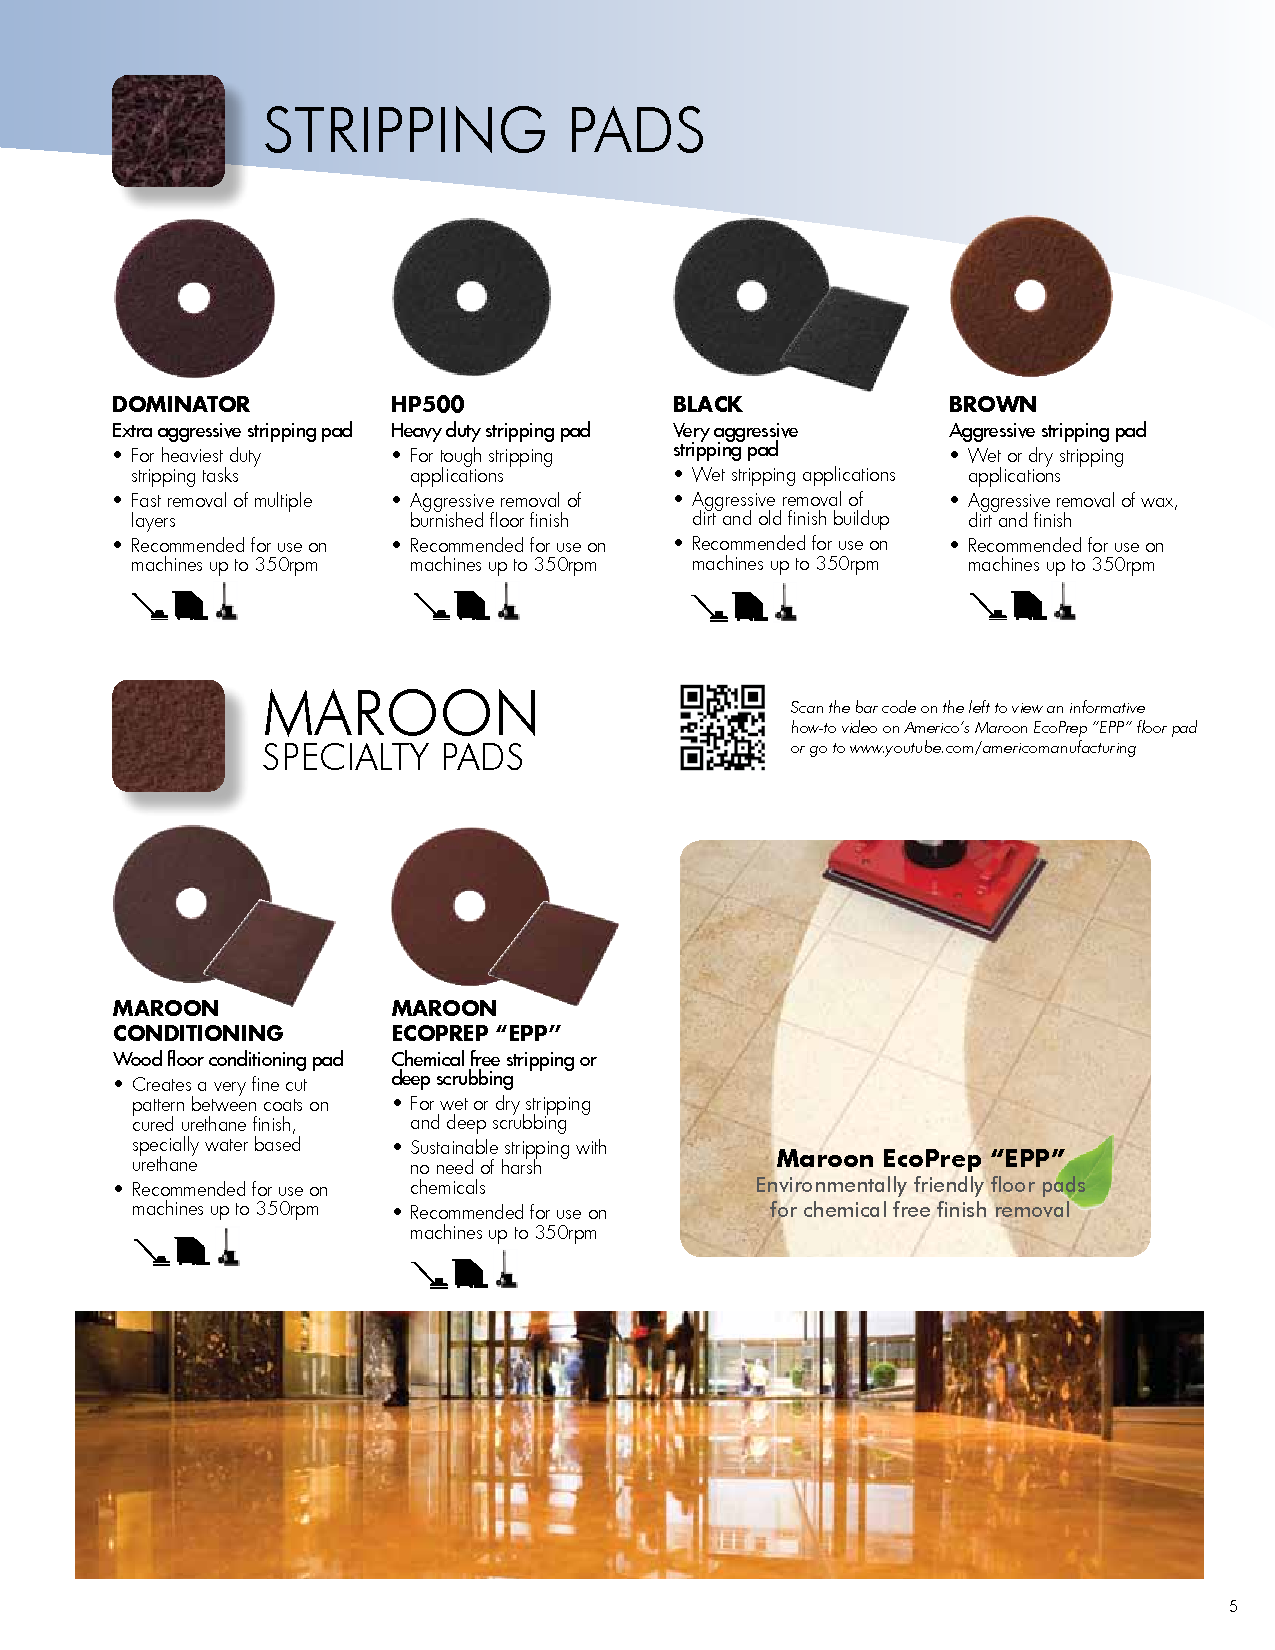 STRIPPING PADS
DOMINATOR
Extra aggressive stripping pad
• For heaviest duty
stripping tasks
• Fast removal of multiple
layers
• Recommended for use on
machines up to 350rpm
HP500
Heavy duty stripping pad
• For tough stripping
applications
• Aggressive removal of
burnished floor finish
• Recommended for use on
machines up to 350rpm
BLACK
Very aggressive
stripping pad
• Wet stripping applications
• Aggressive removal of
dirt and old finish buildup
• Recommended for use on
machines up to 350rpm
BROWN
Aggressive stripping pad
• Wet or dry stripping
applications
• Aggressive removal of wax,
dirt and finish
• Recommended for use on
machines up to 350rpm
MAROON
SPECIALTY PADS
Scan the bar code on the left to view an informative
how-to video on Americo's Maroon EcoPrep "EPP" floor pad
or go to www.youtube.com/americomanufacturing
MAROON
CONDITIONING
Wood floor conditioning pad
• Creates a very fine cut
pattern between coats on
cured urethane finish,
specially water based
urethane
• Recommended for use on
machines up to 350rpm
MAROON
ECOPREP “EPP”
Chemical free stripping or
deep scrubbing
• For wet or dry stripping
and deep scrubbing
• Sustainable stripping with
no need of harsh
chemicals
• Recommended for use on
machines up to 350rpm
Maroon EcoPrep “EPP”
Environmentally friendly floor pads
for chemical free finish removal
5